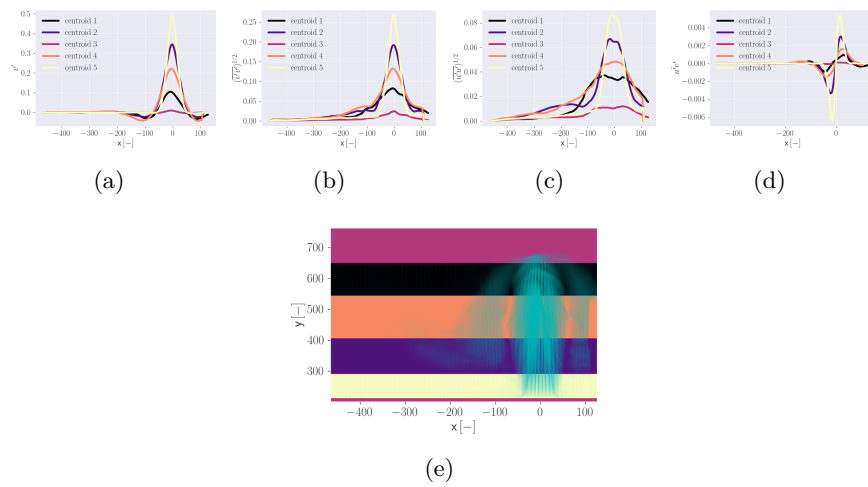 centroid 1
centroid 2
centroid 3
centroid 4
centroid 5
0.5
0.4
0.3
0.2
0.1
0.0
v′
−400 −300 −200 −100 0 100
x [−]
(a)
centroid 1
centroid 2
centroid 3
centroid 4
centroid 5
0.25
0.20
0.15
0.10
0.05
0.00
−400 −300 −200 −100 0 100
x [−]
(b)
centroid 1
centroid 2
centroid 3
centroid 4
centroid 5
0.08
0.06
0.04
0.02
0.00
−400 −300 −200 −100 0 100
x [−]
(c)
centroid 1
centroid 2
centroid 3
centroid 4
centroid 5
0.004
0.002
0.000
−0.002
−0.004
−0.006
−400 −200 0
x [−]
(d)
700
600
500
400
300
y [−]
−400 −300 −200 −100 0 100
x [−]
(e)